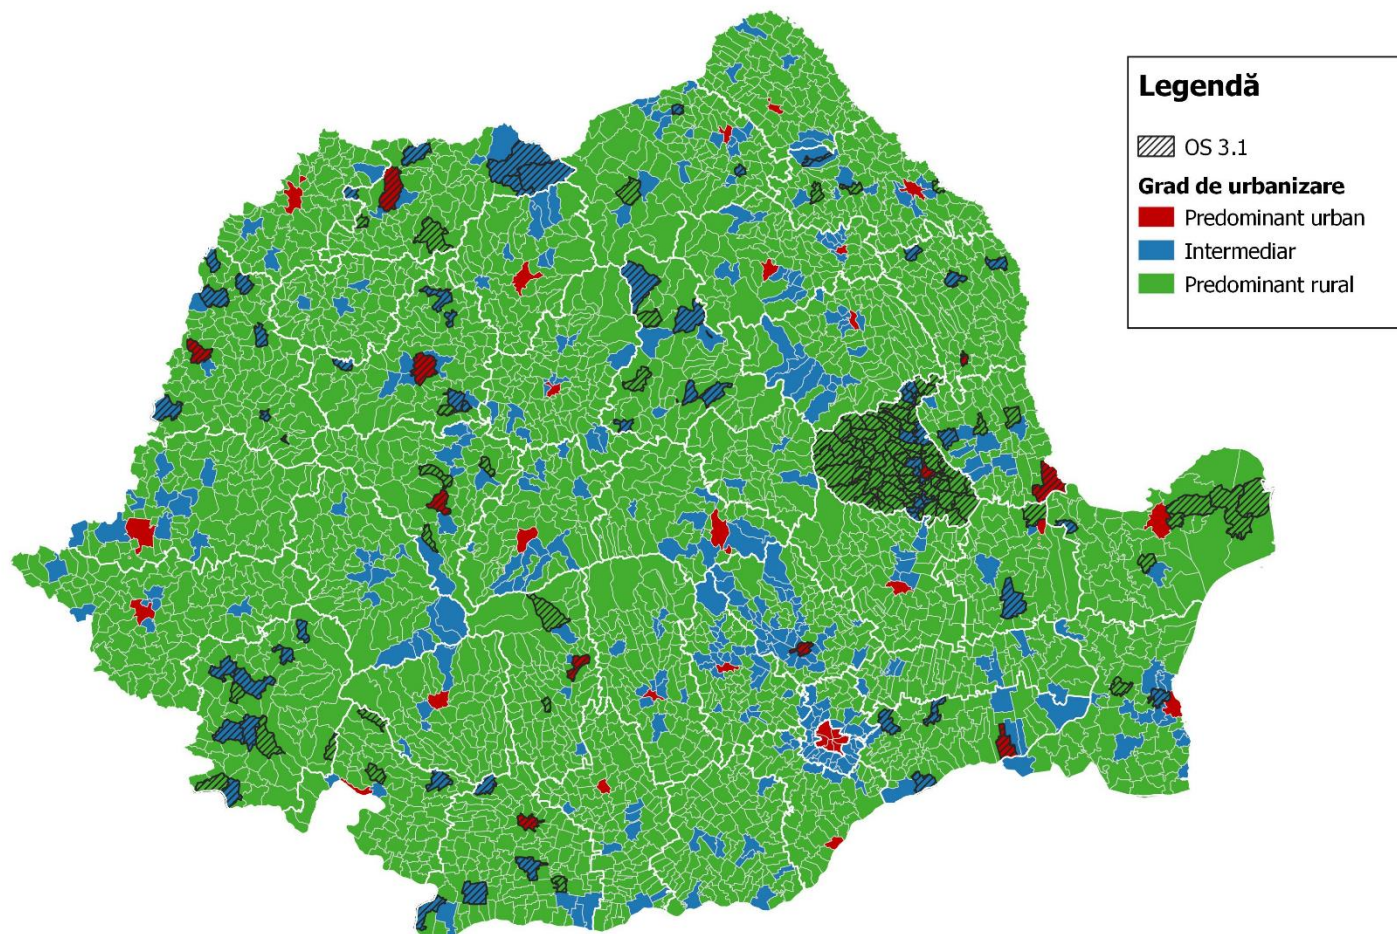 Legendă
OS 3.1
Grad de urbanizare
Predominant urban
Intermediar
Predominant rural